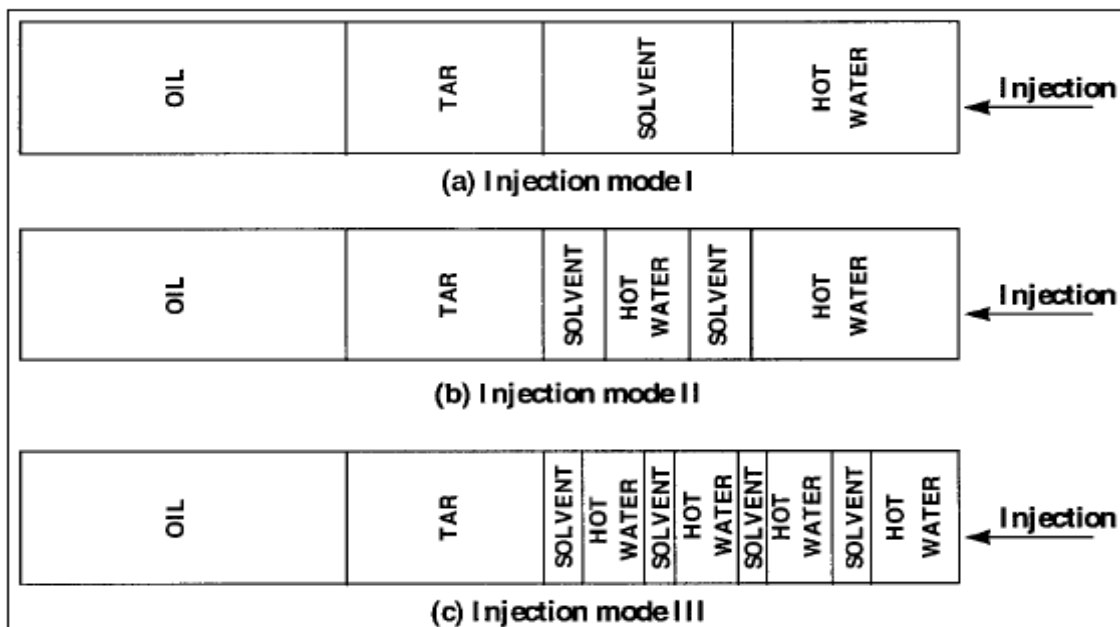 OIL
TAR
SOLVENT
HOT
WATER
Injection
(a) Injection mode I
OIL
TAR
SOLVENT
HOT
WATER
SOLVENT
HOT
WATER
Injection
(b) Injection mode II
OIL
TAR
SOLVENT
HOT
WATER
SOLVENT
HOT
WATER
SOLVENT
HOT
WATER
SOLVENT
HOT
WATER
Injection
(c) Injection mode III